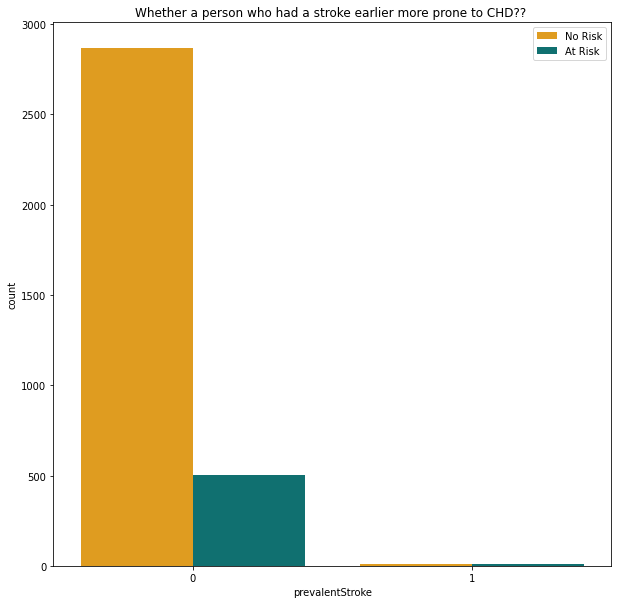 Whether a person who had a stroke earlier more prone to CHD??
No Risk
At Risk
3000
2500
2000
1500
1000
500
0
count
0 1
prevalentStroke